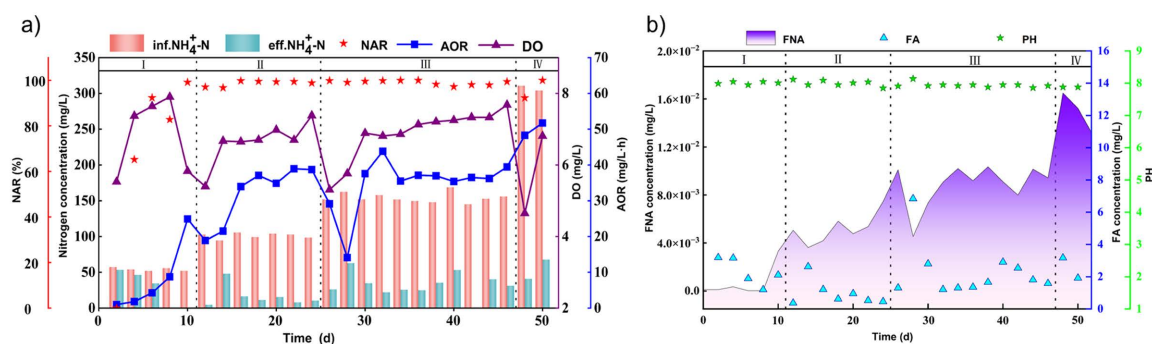 a)
inf.NH₄⁺-N eff.NH₄⁺-N NAR AOR DO
I II III IV
NAR (%)
100
80
60
40
20
0
Nitrogen concentration (mg/L)
350
300
250
200
150
100
50
0
DO (mg/L)
8
6
4
2
AOR (mg/L·h)
70
60
50
40
30
20
10
0
0 10 20 30 40 50
Time (d)
b)
FNA FA PH
I II III IV
FNA concentration (mg/L)
2.0×10⁻²
1.6×10⁻²
1.2×10⁻²
8.0×10⁻³
4.0×10⁻³
0.0
FA concentration (mg/L)
16
14
12
10
8
6
4
2
0
PH
9
8
7
6
5
4
3
2
1
0 10 20 30 40 50
Time (d)